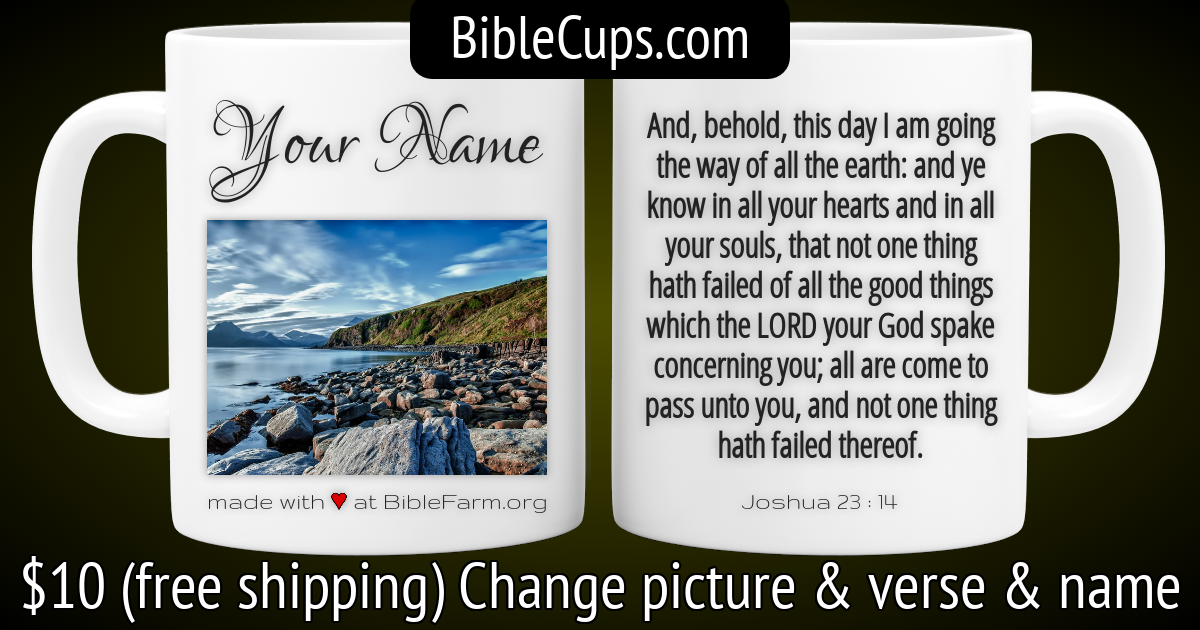 BibleCups.com
Your Name
made with ♥ at BibleFarm.org
And, behold, this day I am going
the way of all the earth: and ye
know in all your hearts and in all
your souls, that not one thing
hath failed of all the good things
which the LORD your God spake
concerning you; all are come to
pass unto you, and not one thing
hath failed thereof.
Joshua 23 : 14
$10 (free shipping) Change picture & verse & name